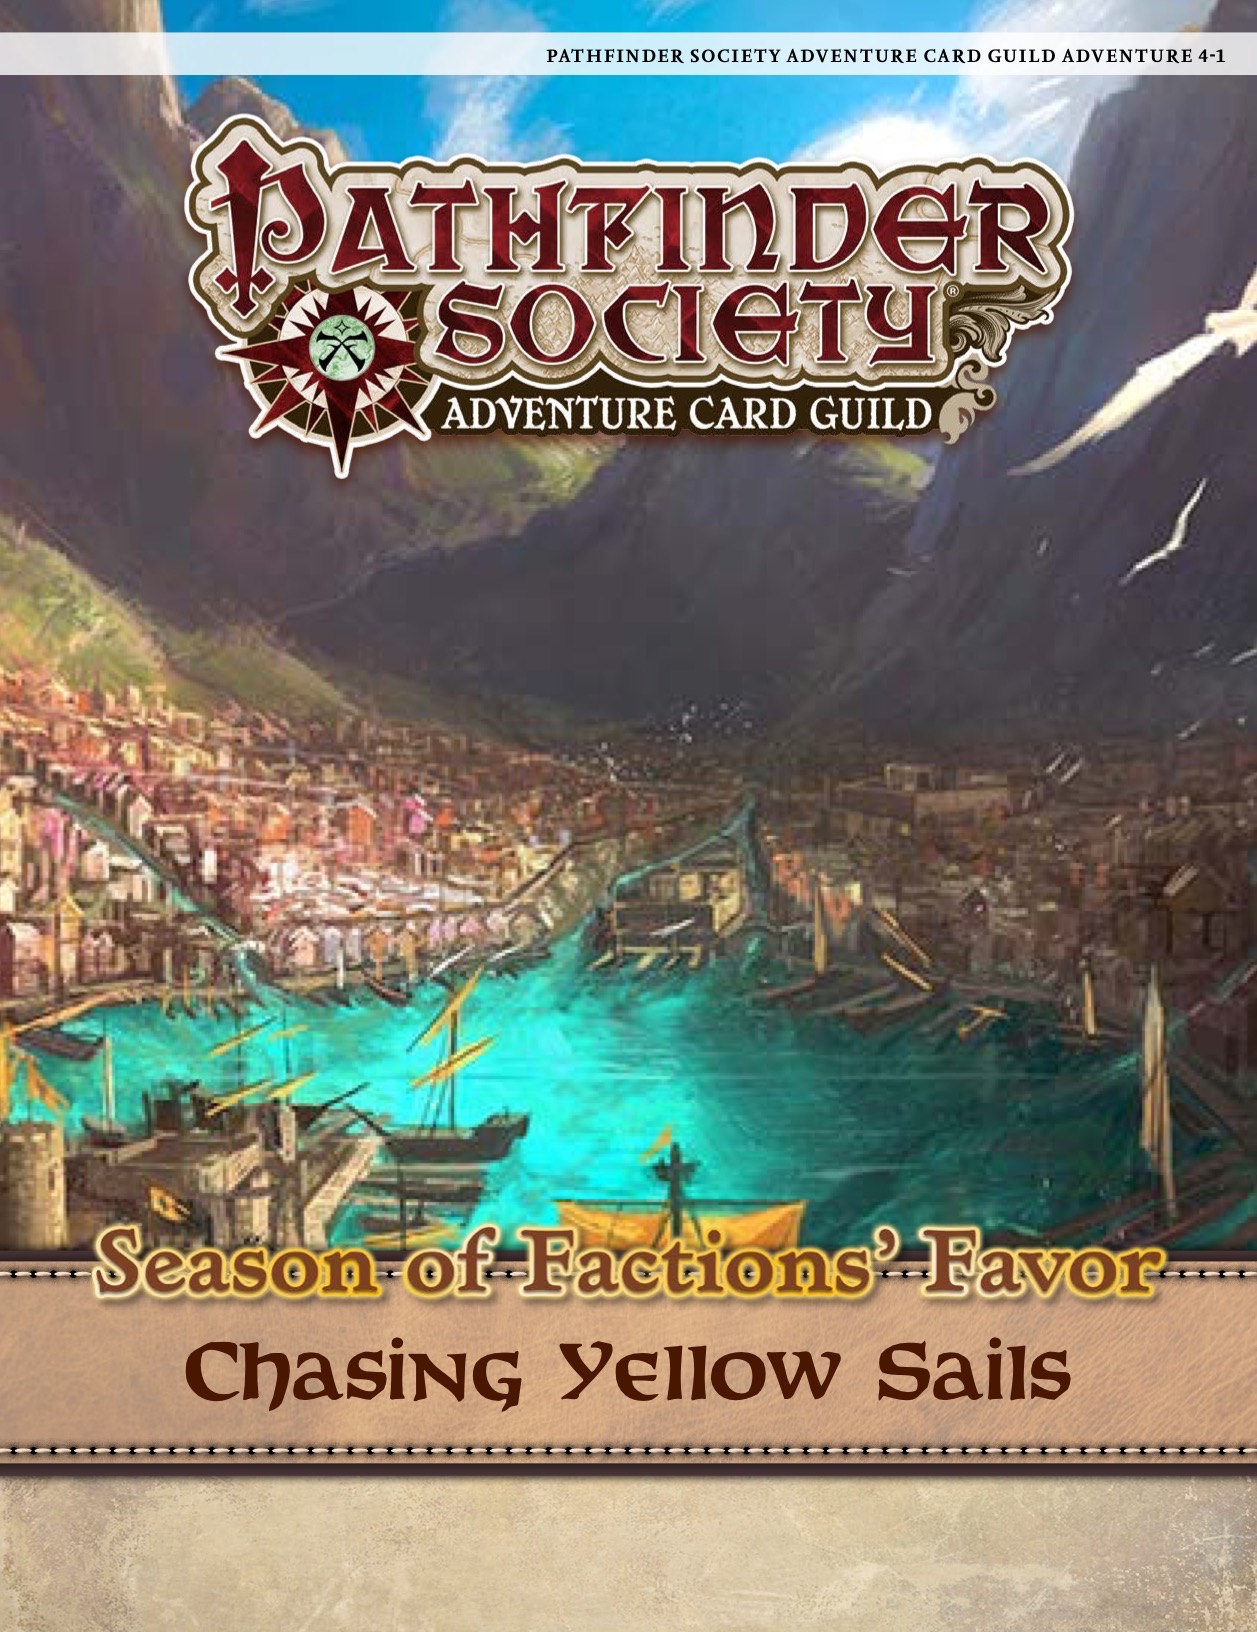 PATHFINDER SOCIETY ADVENTURE CARD GUILD ADVENTURE 4-1
PATHFINDER
SOCIETY®
ADVENTURE CARD GUILD
Season of Factions' Favor
Chasing Yellow Sails